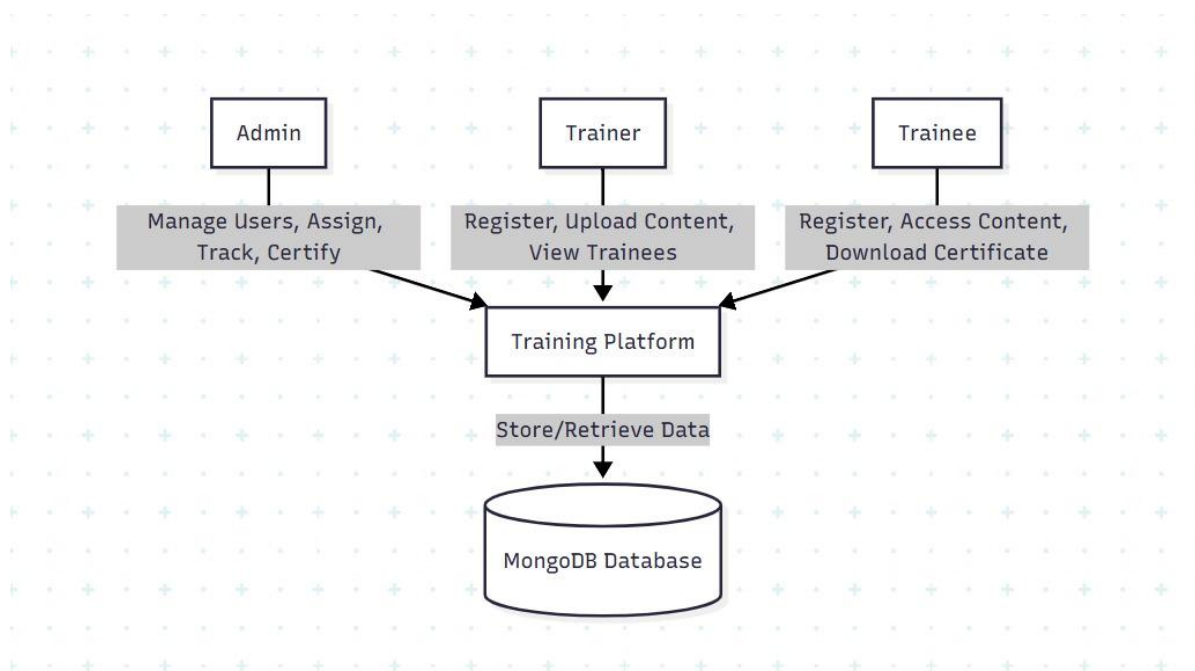 Admin
Trainer
Trainee
Manage Users, Assign,
Track, Certify
Register, Upload Content,
View Trainees
Register, Access Content,
Download Certificate
Training Platform
Store/Retrieve Data
MongoDB Database